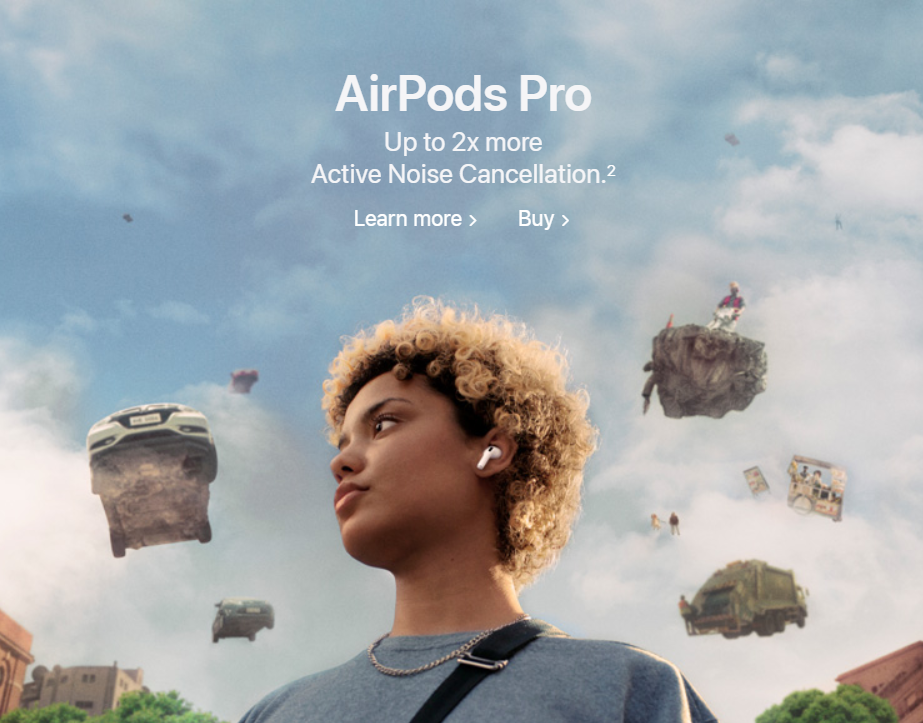 AirPods Pro
Up to 2x more
Active Noise Cancellation.²
Learn more >
Buy >